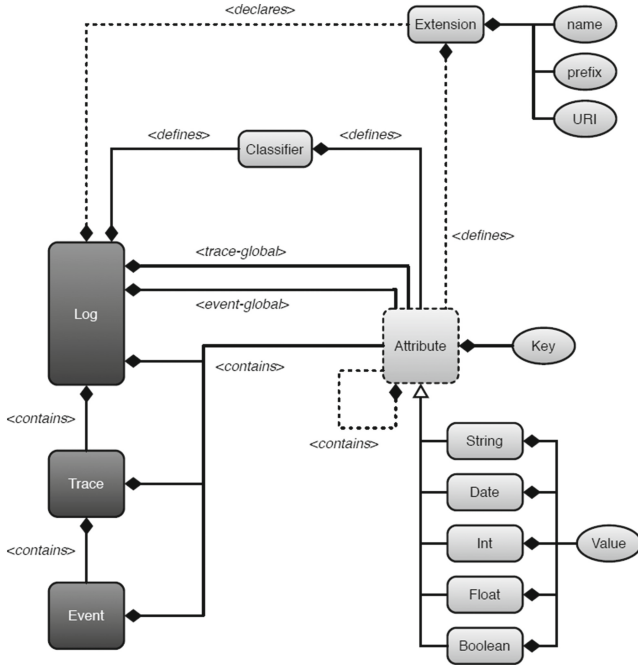 <declares>
Extension
name
prefix
URI
<defines>
Classifier
<defines>
<defines>
<trace-global>
<event-global>
Log
Attribute
Key
<contains>
<contains>
<contains>
String
Trace
Date
<contains>
Int
Value
Float
Event
Boolean